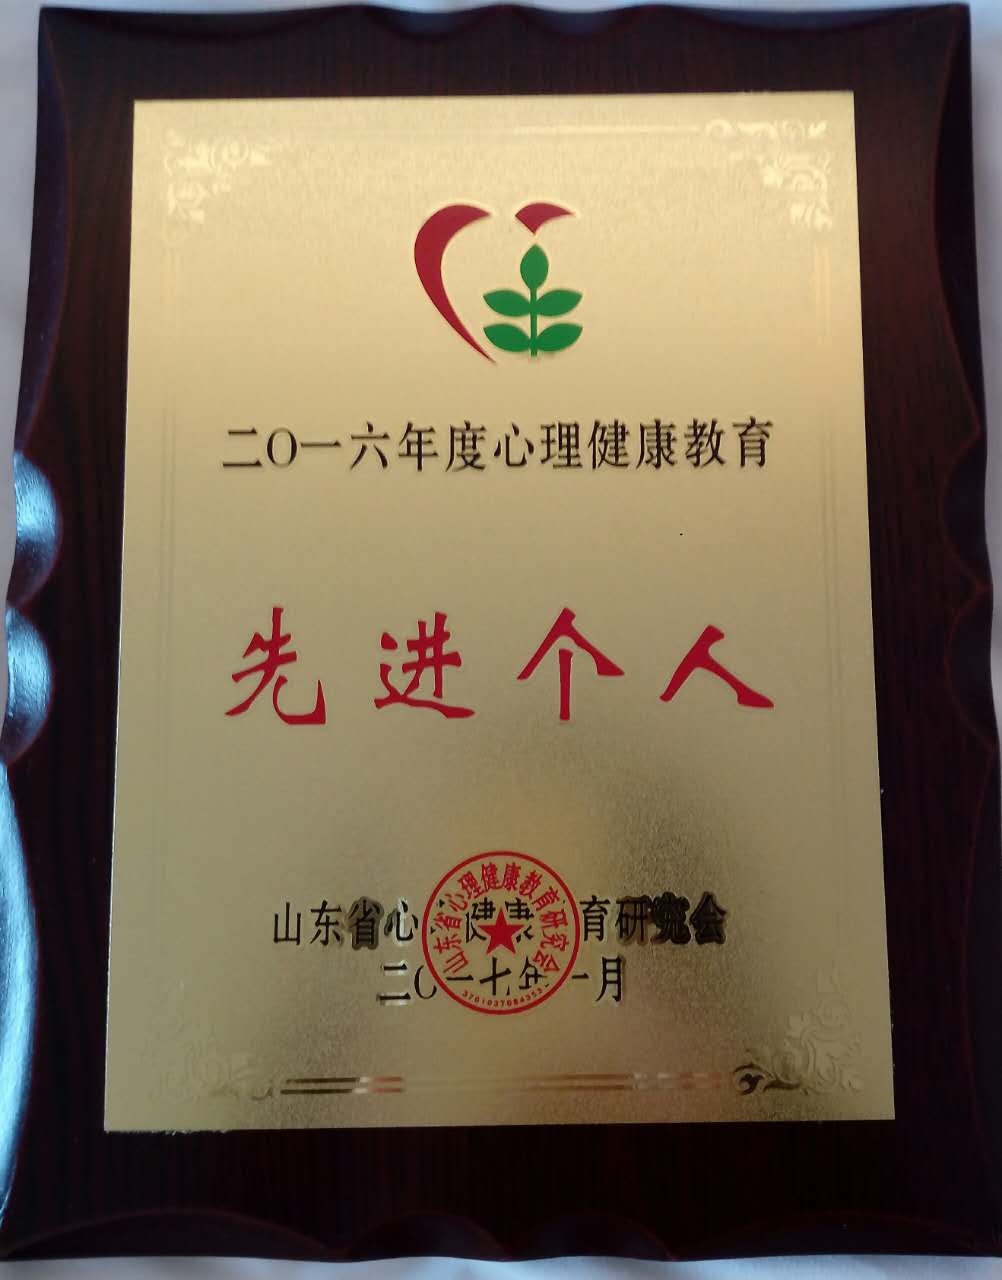 二〇一六年度心理健康教育
先进个人
山东省心理健康教育研究会
二〇一七年一月
山东省心理健康教育研究会
3701037084353